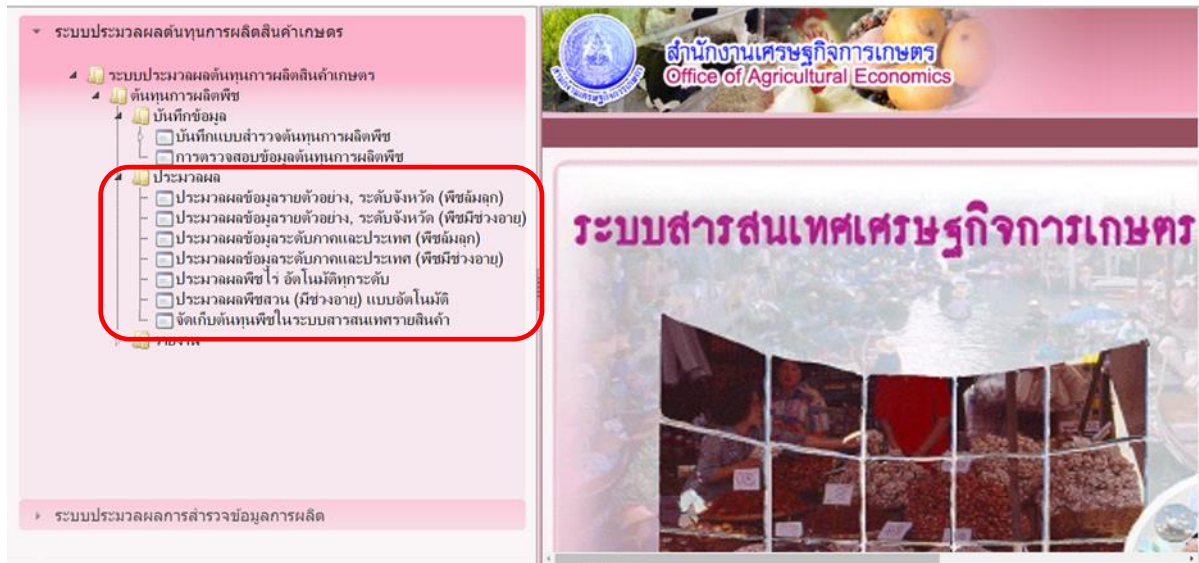 ระบบประมวลผลต้นทุนการผลิตสินค้าเกษตร
ระบบประมวลผลต้นทุนการผลิตสินค้าเกษตร
ต้นทุนการผลิตพืช
บันทึกข้อมูล
บันทึกแบบสำรวจต้นทุนการผลิตพืช
การตรวจสอบข้อมูลต้นทุนการผลิตพืช
ประมวลผล
ประมวลผลข้อมูลรายตัวอย่าง, ระดับจังหวัด (พืชล้มลุก)
ประมวลผลข้อมูลรายตัวอย่าง, ระดับจังหวัด (พืชมีช่วงอายุ)
ประมวลผลข้อมูลระดับภาคและประเทศ (พืชล้มลุก)
ประมวลผลข้อมูลระดับภาคและประเทศ (พืชมีช่วงอายุ)
ประมวลผลพืชไร่ อัตโนมัติทุกระดับ
ประมวลผลพืชสวน (มีช่วงอายุ) แบบอัตโนมัติ
จัดเก็บต้นทุนพืชในระบบสารสนเทศรายสินค้า
รายงาน
ระบบประมวลผลการสำรวจข้อมูลการผลิต
สำนักงานเศรษฐกิจการเกษตร
Office of Agricultural Economics
ระบบสารสนเทศเศรษฐกิจการเกษตร